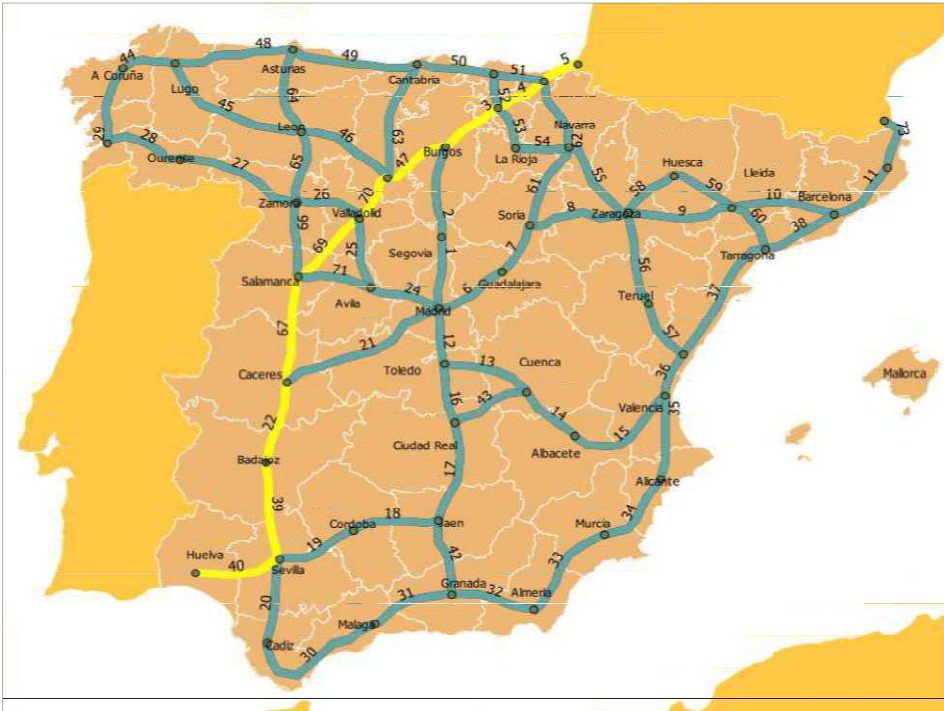 5
48
44
49
50
51
A Coruña
Asturias
Cantabria
Lugo
4
64
52
3
45
73
29
28
Leon
46
63
53
Navarra
54
62
Burgos
La Rioja
47
Ourense
65
27
Huesca
Lleida
55
58
59
11
70
61
26
10
Zamora
Barcelona
Valladolid
2
Soria
8
Zaragoza
9
60
66
38
69
25
1
7
Segovia
Tarragona
71
56
Salamanca
24
6
Guadalajara
37
Avila
Teruel
Madrid
67
57
12
21
13
Cuenca
36
Toledo
Caceres
Mallorca
16
43
35
Valencia
22
14
15
Ciudad Real
Albacete
Badajoz
17
Alicante
39
18
34
Cordoba
Jaen
Murcia
19
42
Huelva
33
40
Sevilla
Granada
20
31
32
Almeria
Malaga
Cadiz
30